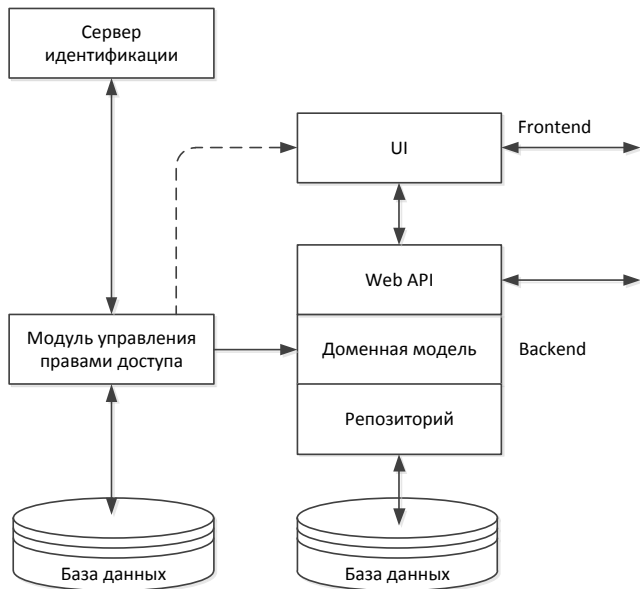 Сервер
идентификации
Frontend
UI
Web API
Модуль управления
правами доступа
Доменная модель
Backend
Репозиторий
База данных
База данных